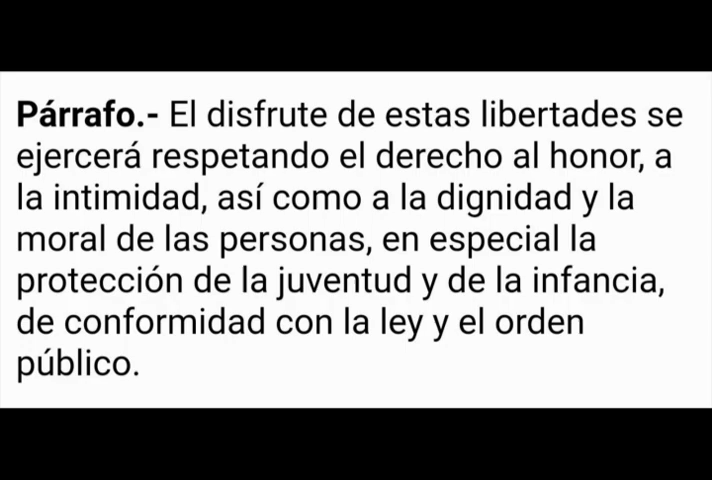 Párrafo.- El disfrute de estas libertades se
ejercerá respetando el derecho al honor, a
la intimidad, así como a la dignidad y la
moral de las personas, en especial la
protección de la juventud y de la infancia,
de conformidad con la ley y el orden
público.